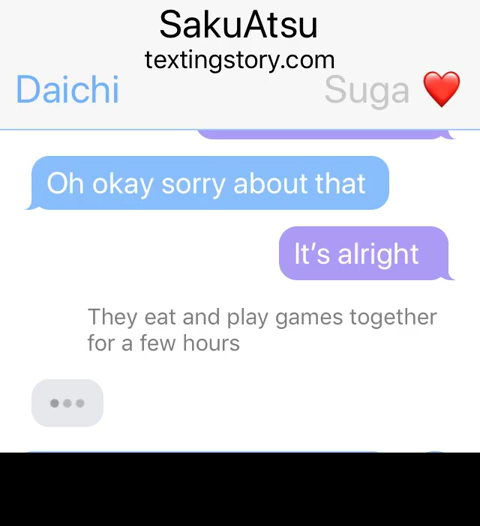 SakuAtsu
textingstory.com
Daichi Suga ❤️
Oh okay sorry about that
It’s alright
They eat and play games together
for a few hours